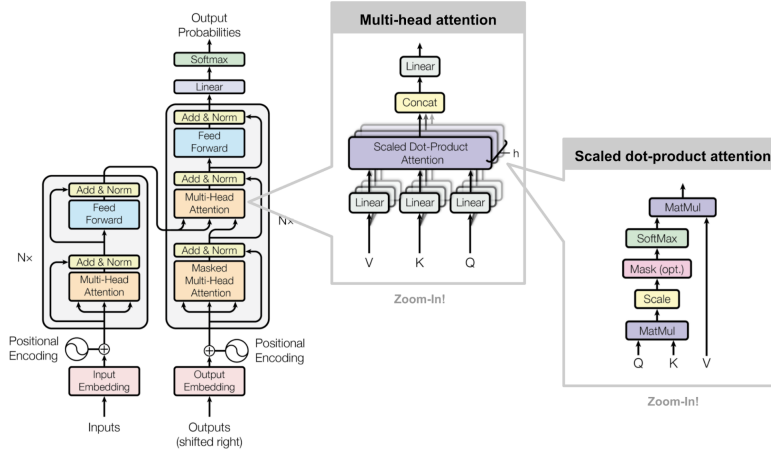 Output
Probabilities
Softmax
Linear
Add & Norm
Feed
Forward
Add & Norm
Multi-Head
Attention
Add & Norm
Masked
Multi-Head
Attention
N×
Add & Norm
Feed
Forward
Add & Norm
Multi-Head
Attention
N×
Positional
Encoding
Positional
Encoding
Input
Embedding
Output
Embedding
Inputs
Outputs
(shifted right)
Multi-head attention
Linear
Concat
Scaled Dot-Product
Attention
h
Linear
Linear
Linear
V
K
Q
Zoom-In!
Scaled dot-product attention
MatMul
SoftMax
Mask (opt.)
Scale
MatMul
Q
K
V
Zoom-In!